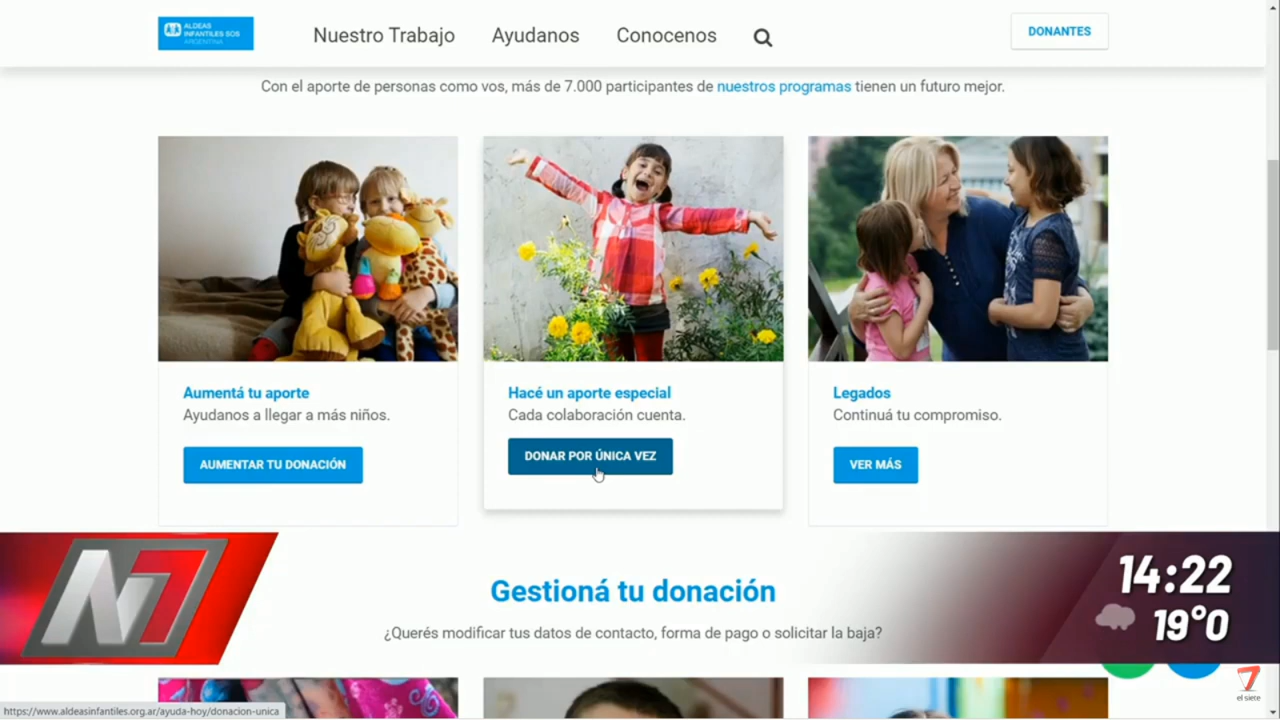 ALDEAS
INFANTILES SOS
ARGENTINA
Nuestro Trabajo
Ayudanos
Conocenos
DONANTES
Con el aporte de personas como vos, más de 7.000 participantes de nuestros programas tienen un futuro mejor.
Aumentá tu aporte
Ayudanos a llegar a más niños.
AUMENTAR TU DONACIÓN
Hacé un aporte especial
Cada colaboración cuenta.
DONAR POR ÚNICA VEZ
Legados
Continuá tu compromiso.
VER MÁS
N7
14:22
19°0
Gestioná tu donación
¿Querés modificar tus datos de contacto, forma de pago o solicitar la baja?
7
el siete
https://www.aldeasinfantiles.org.ar/ayuda-hoy/donacion-unica